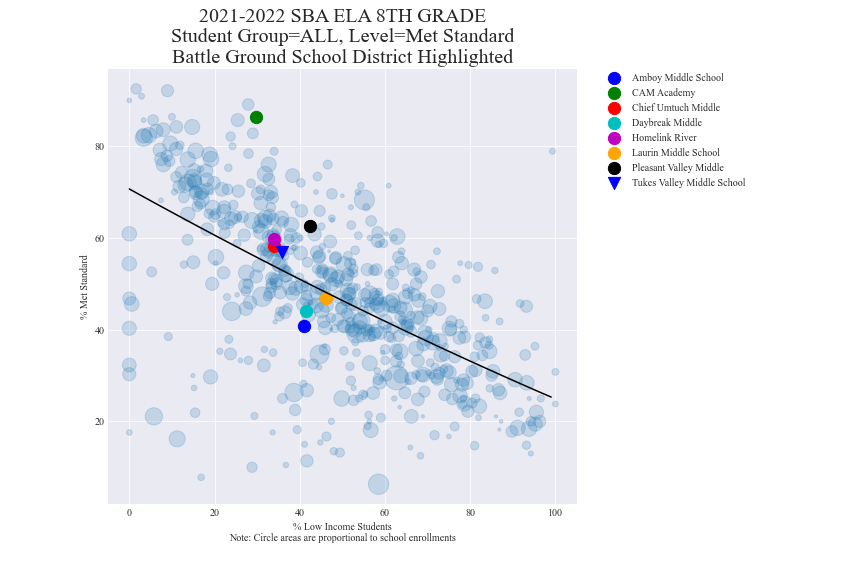 2021-2022 SBA ELA 8TH GRADE
Student Group=ALL, Level=Met Standard
Battle Ground School District Highlighted
Amboy Middle School
CAM Academy
Chief Umtuch Middle
Daybreak Middle
Homelink River
Laurin Middle School
Pleasant Valley Middle
Tukes Valley Middle School
% Met Standard
80
60
40
20
0 20 40 60 80 100
% Low Income Students
Note: Circle areas are proportional to school enrollments